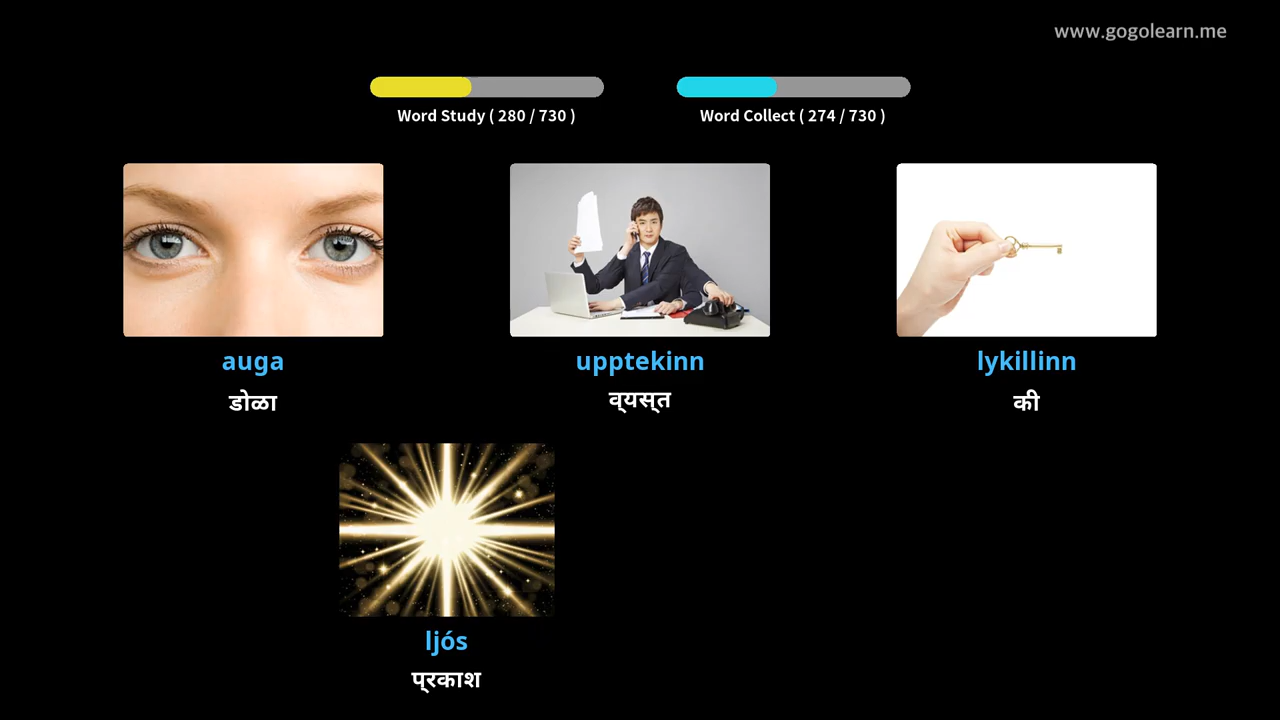 www.gogolearn.me
Word Study ( 280 / 730 )
Word Collect ( 274 / 730 )
auga
डोळा
upptekinn
व्यस्त
lykillinn
की
ljós
प्रकाश